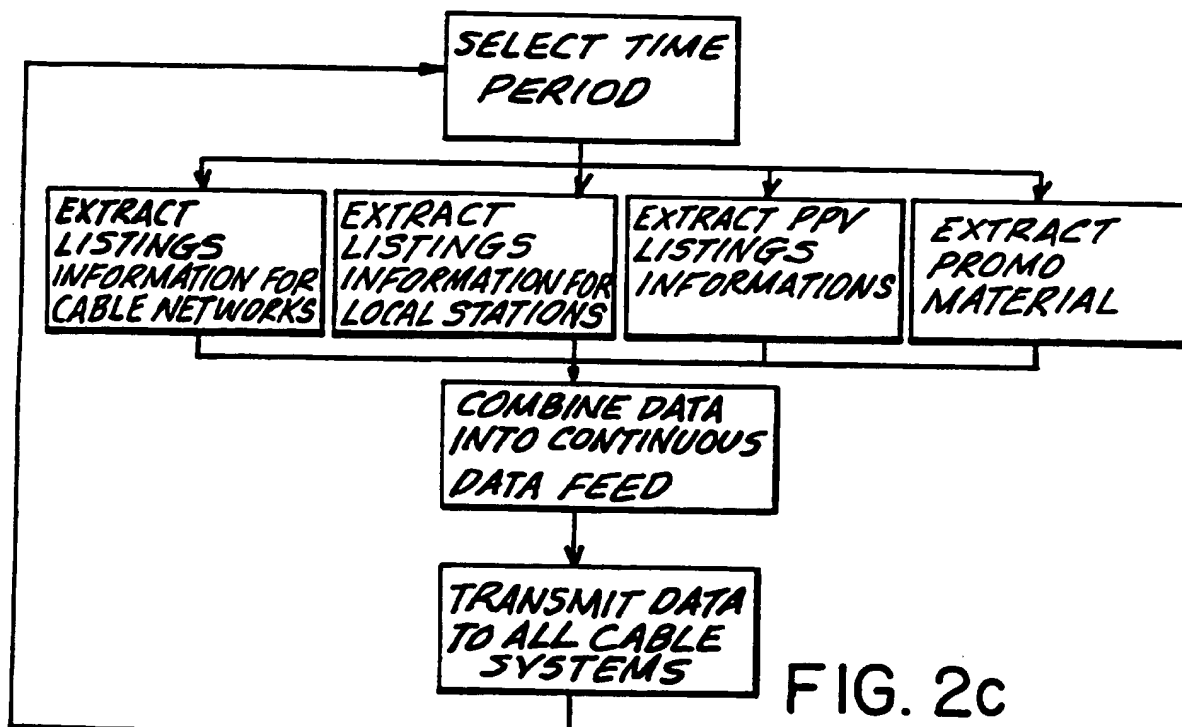 SELECT TIME
PERIOD
EXTRACT
LISTINGS
INFORMATION FOR
CABLE NETWORKS
EXTRACT
LISTINGS
INFORMATION FOR
LOCAL STATIONS
EXTRACT PPV
LISTINGS
INFORMATIONS
EXTRACT
PROMO
MATERIAL
COMBINE DATA
INTO CONTINUOUS
DATA FEED
TRANSMIT DATA
TO ALL CABLE
SYSTEMS
FIG. 2c